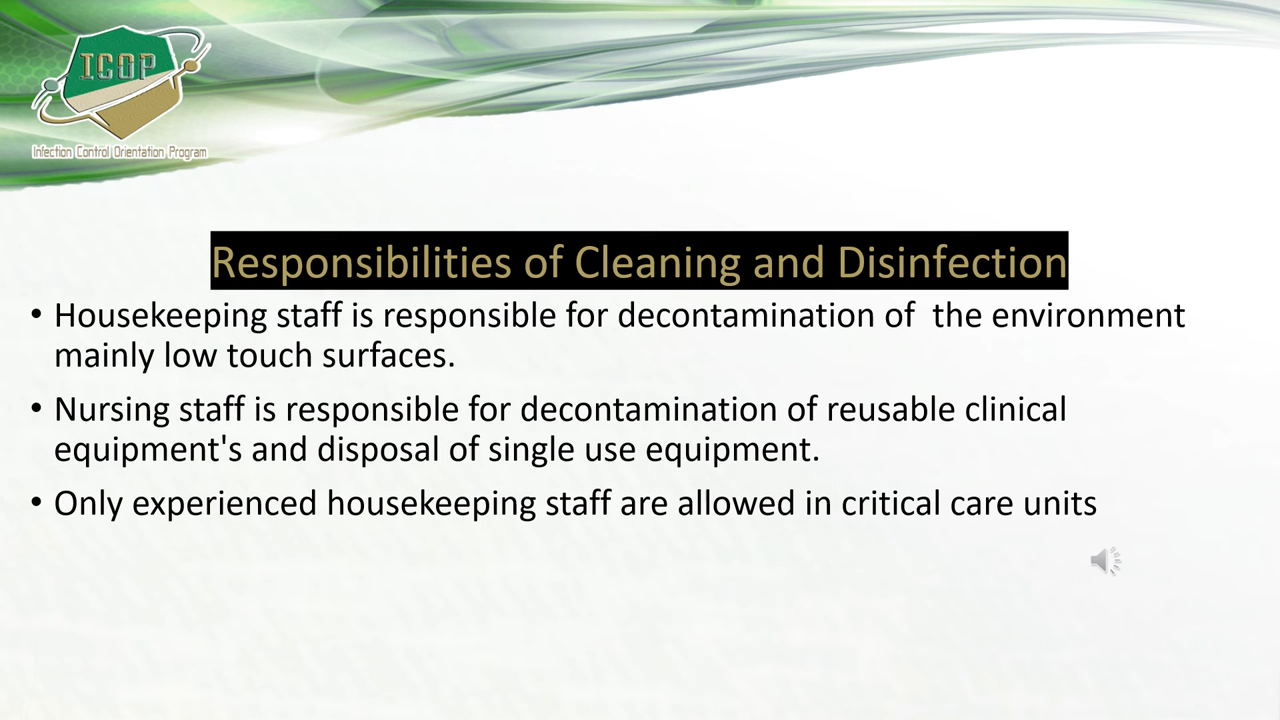 ICOP
Infection Control Orientation Program
Responsibilities of Cleaning and Disinfection
• Housekeeping staff is responsible for decontamination of  the environment
mainly low touch surfaces.
• Nursing staff is responsible for decontamination of reusable clinical
equipment's and disposal of single use equipment.
• Only experienced housekeeping staff are allowed in critical care units